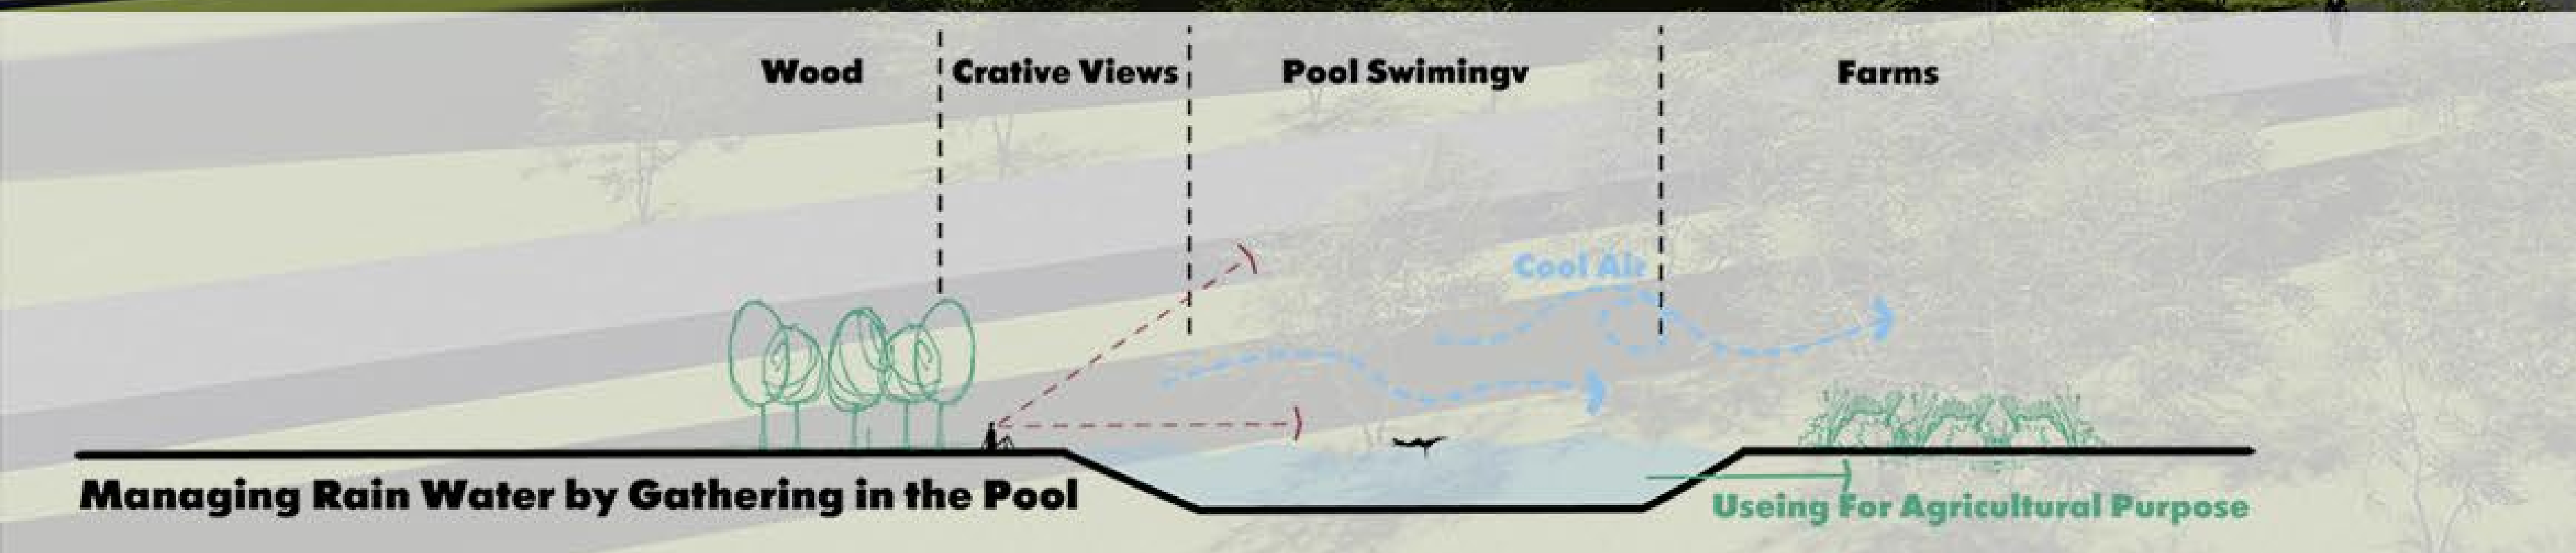 Wood
Crative Views
Pool Swimingv
Farms
Cool Air
Managing Rain Water by Gathering in the Pool
Useing For Agricultural Purpose